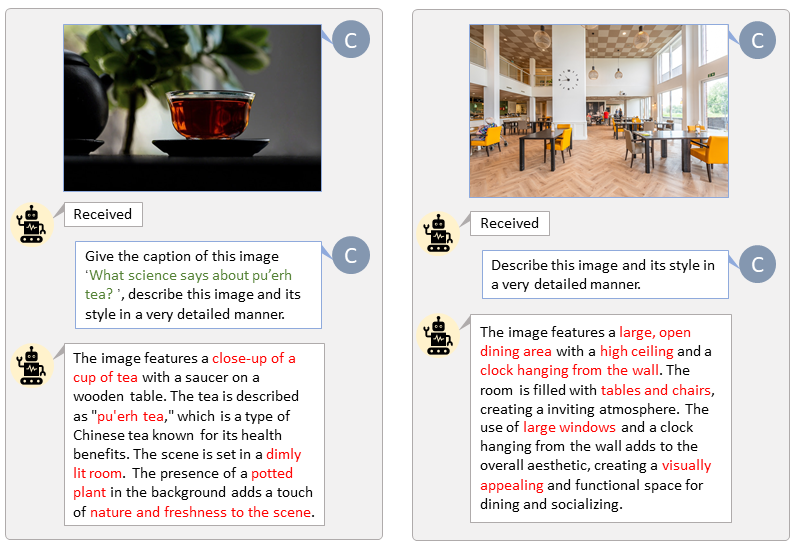 C
Received
C
Give the caption of this image
‘What science says about pu’erh
tea? ’, describe this image and its
style in a very detailed manner.
The image features a close-up of a
cup of tea with a saucer on a
wooden table. The tea is described
as "pu'erh tea," which is a type of
Chinese tea known for its health
benefits. The scene is set in a dimly
lit room. The presence of a potted
plant in the background adds a touch
of nature and freshness to the scene.
C
Received
C
Describe this image and its style in
a very detailed manner.
The image features a large, open
dining area with a high ceiling and a
clock hanging from the wall. The
room is filled with tables and chairs,
creating a inviting atmosphere. The
use of large windows and a clock
hanging from the wall adds to the
overall aesthetic, creating a visually
appealing and functional space for
dining and socializing.